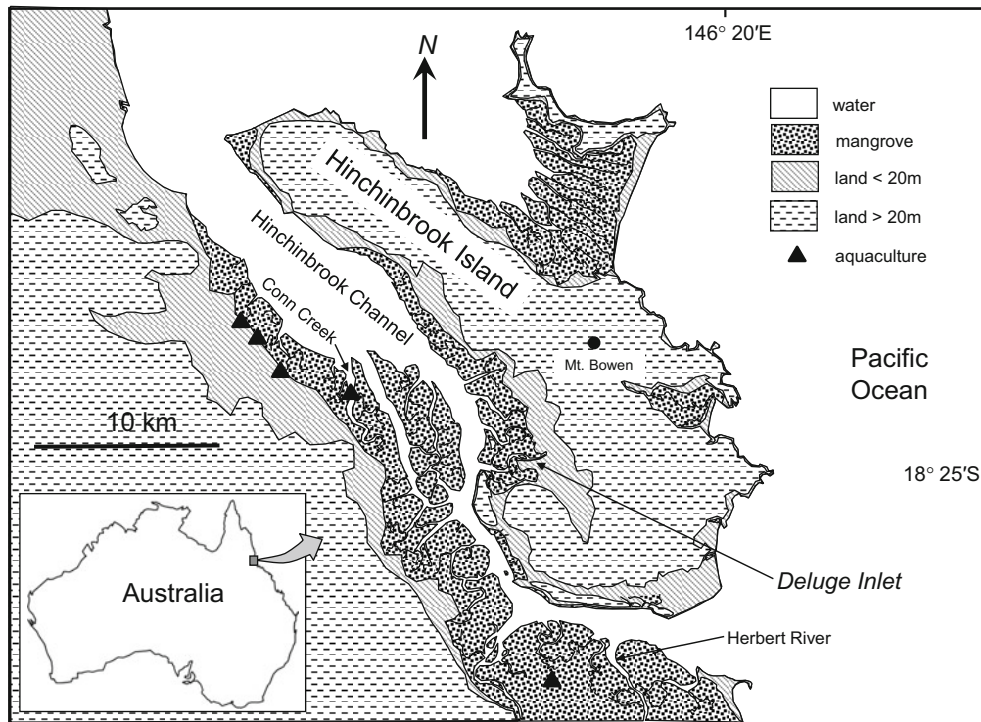 146° 20'E
N
water
mangrove
land < 20m
land > 20m
aquaculture
Hinchinbrook Island
Hinchinbrook Channel
Conn Creek
Mt. Bowen
Pacific
Ocean
10 km
18° 25'S
Deluge Inlet
Australia
Herbert River